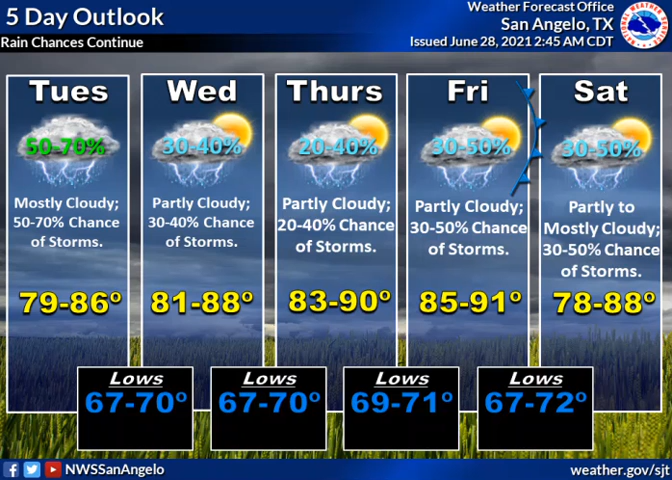 5 Day Outlook
Rain Chances Continue
Weather Forecast Office
San Angelo, TX
Issued June 28, 2021 2:45 AM CDT
NATIONAL WEATHER SERVICE
Tues
50-70%
Mostly Cloudy;
50-70% Chance
of Storms.
79-86°
Wed
30-40%
Partly Cloudy;
30-40% Chance
of Storms.
81-88°
Thurs
20-40%
Partly Cloudy;
20-40% Chance
of Storms.
83-90°
Fri
30-50%
Partly Cloudy;
30-50% Chance
of Storms.
85-91°
Sat
30-50%
Partly to
Mostly Cloudy;
30-50% Chance
of Storms.
78-88°
Lows
67-70°
Lows
67-70°
Lows
69-71°
Lows
67-72°
NWSSanAngelo
weather.gov/sjt